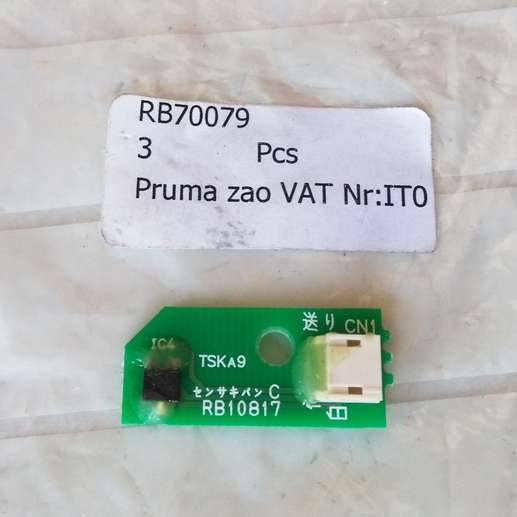 RB70079
3 Pcs
Pruma zao VAT Nr:IT0
送り
CN1
IC4
TSKA9
センサキバン C
RB10817
白